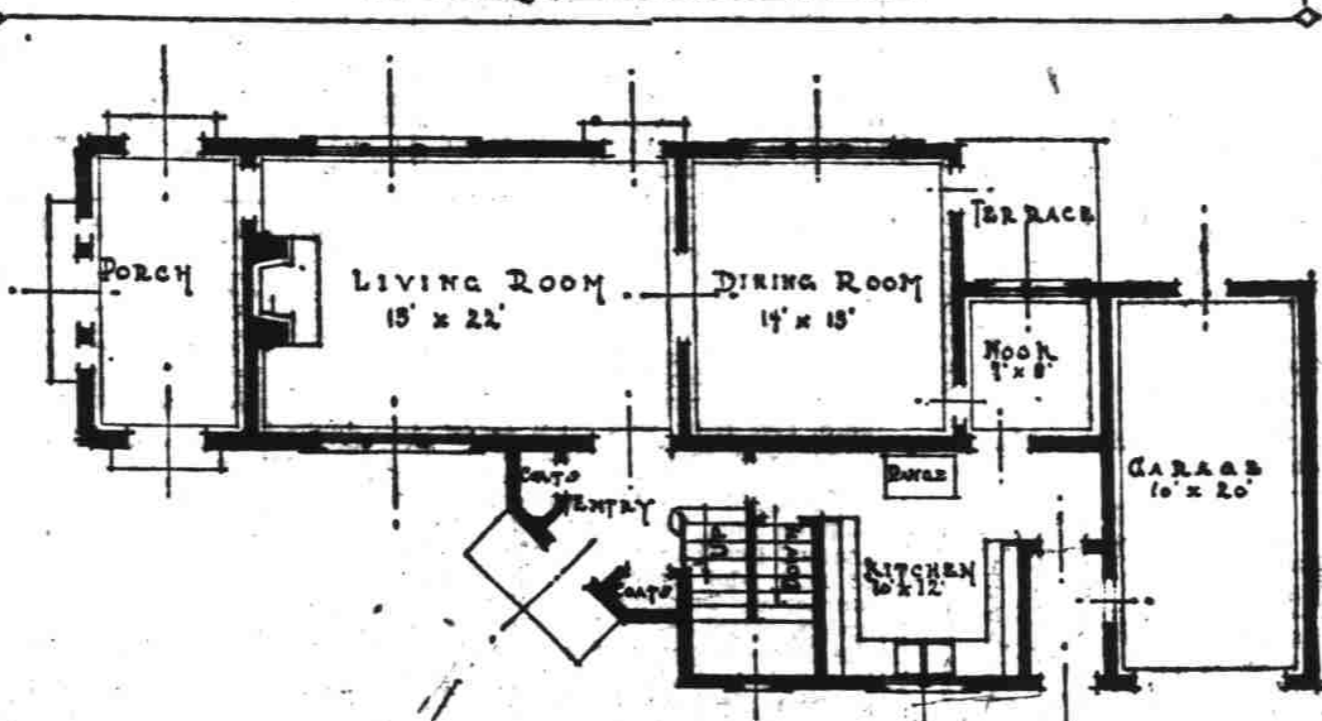 PORCH
LIVING ROOM
15' x 22'
DINING ROOM
14' x 15'
TERRACE
NOOK
GARAGE
10' x 20'
COATS
ENTRY
RANGE
UP
DOWN
COATS
KITCHEN
10' x 12'